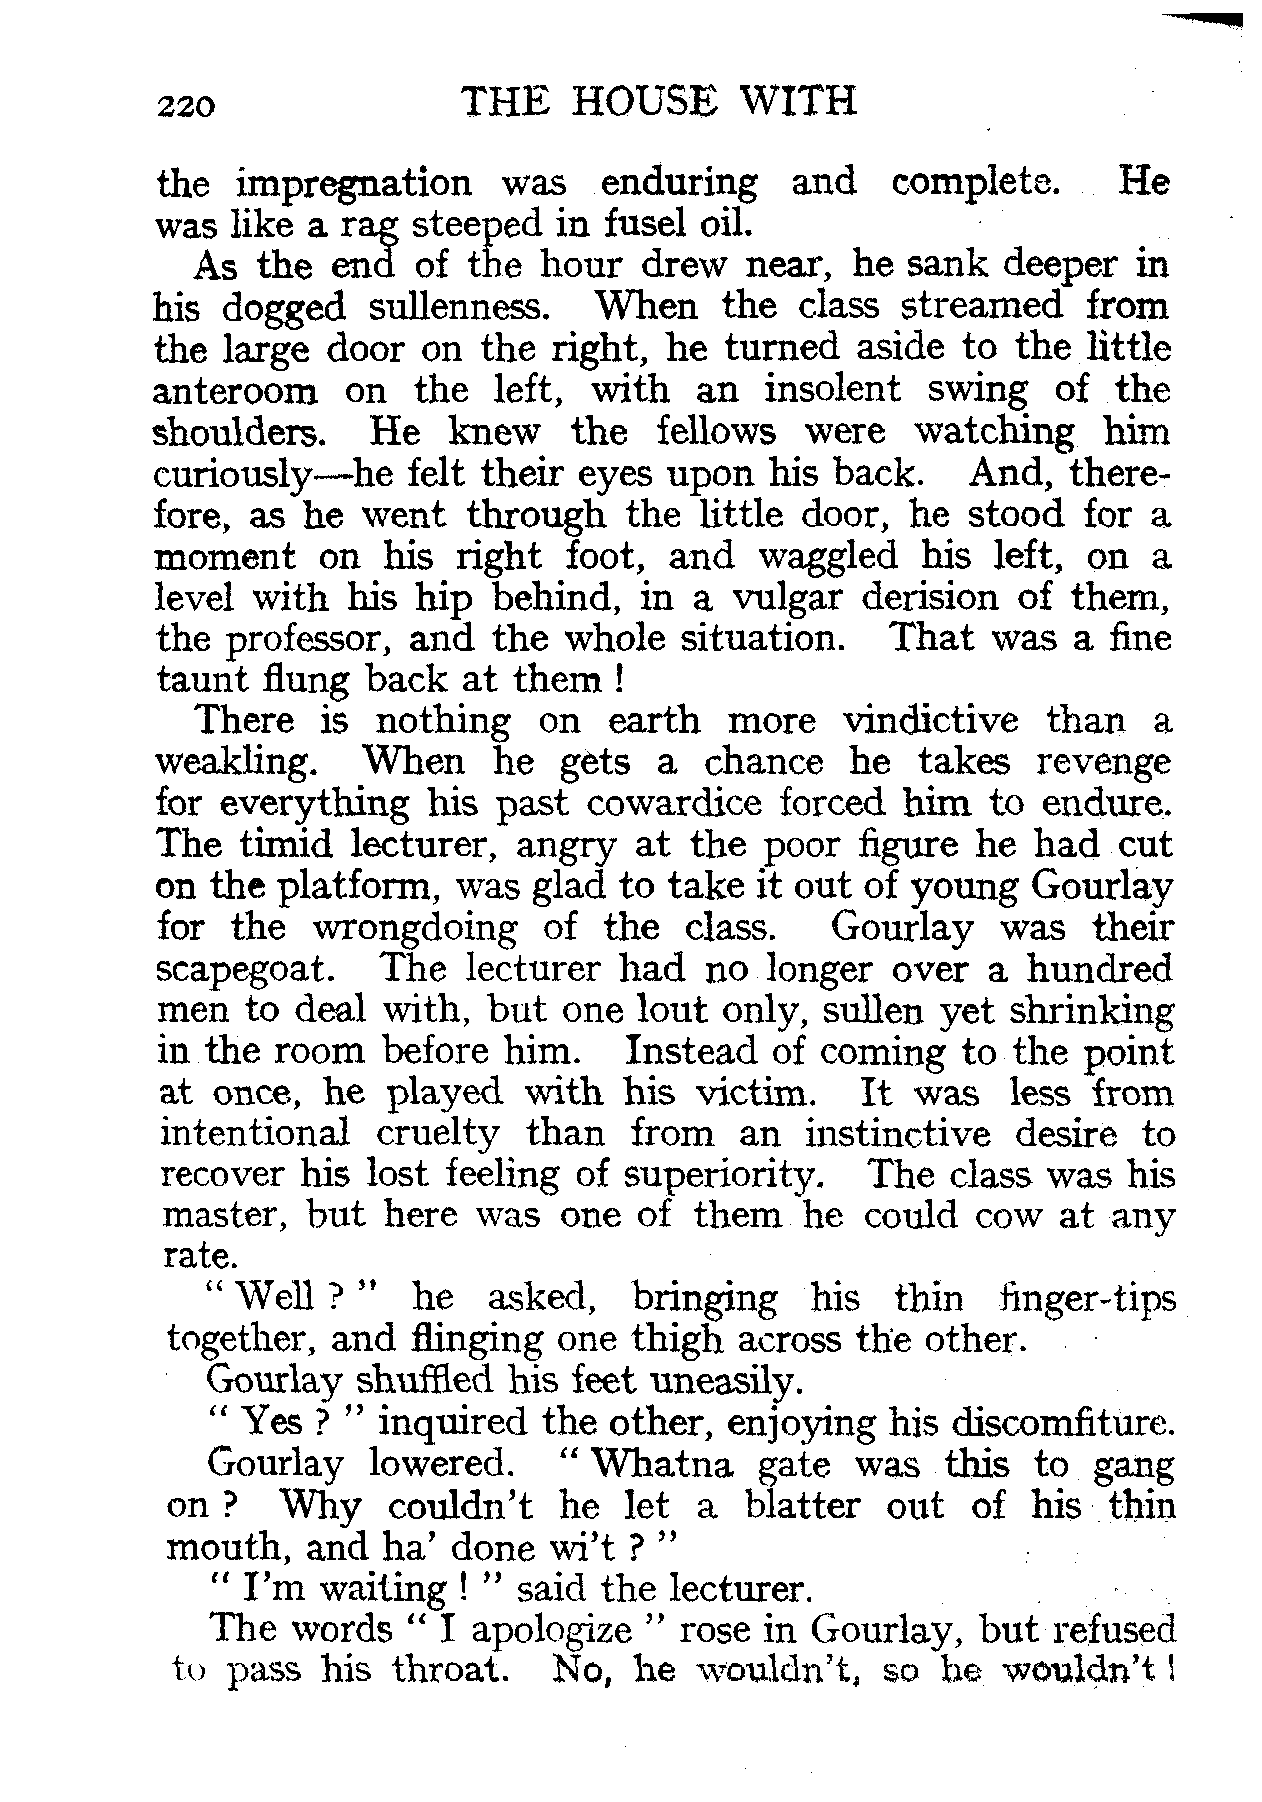 220 THE HOUSE WITH
the impregnation was enduring and complete. He
was like a rag steeped in fusel oil.
As the end of the hour drew near, he sank deeper in
his dogged sullenness. When the class streamed from
the large door on the right, he turned aside to the little
anteroom on the left, with an insolent swing of the
shoulders. He knew the fellows were watching him
curiously—he felt their eyes upon his back. And, there-
fore, as he went through the little door, he stood for a
moment on his right foot, and waggled his left, on a
level with his hip behind, in a vulgar derision of them,
the professor, and the whole situation. That was a fine
taunt flung back at them !
There is nothing on earth more vindictive than a
weakling. When he gets a chance he takes revenge
for everything his past cowardice forced him to endure.
The timid lecturer, angry at the poor figure he had cut
on the platform, was glad to take it out of young Gourlay
for the wrongdoing of the class. Gourlay was their
scapegoat. The lecturer had no longer over a hundred
men to deal with, but one lout only, sullen yet shrinking
in the room before him. Instead of coming to the point
at once, he played with his victim. It was less from
intentional cruelty than from an instinctive desire to
recover his lost feeling of superiority. The class was his
master, but here was one of them he could cow at any
rate.
“ Well ? ” he asked, bringing his thin finger-tips
together, and flinging one thigh across the other.
Gourlay shuffled his feet uneasily.
“ Yes ? ” inquired the other, enjoying his discomfiture.
Gourlay lowered. “ Whatna gate was this to gang
on ? Why couldn’t he let a blatter out of his thin
mouth, and ha’ done wi’t ? ”
“ I’m waiting ! ” said the lecturer.
The words “ I apologize ” rose in Gourlay, but refused
to pass his throat. No, he wouldn’t, so he wouldn’t !